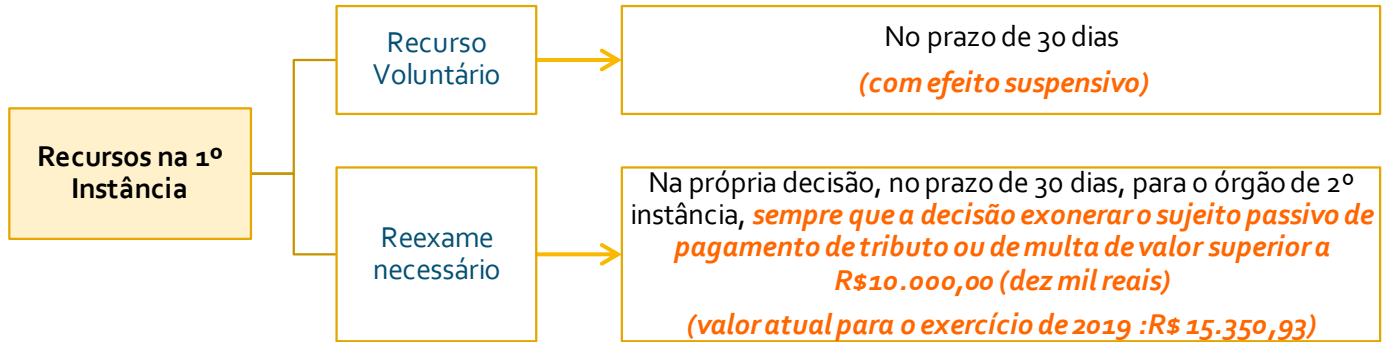 Recursos na 1º
Instância
Recurso
Voluntário
No prazo de 30 dias
(com efeito suspensivo)
Reexame
necessário
Na própria decisão, no prazo de 30 dias, para o órgão de 2º
instância, sempre que a decisão exonerar o sujeito passivo de
pagamento de tributo ou de multa de valor superior a
R$10.000,00 (dez mil reais)
(valor atual para o exercício de 2019 :R$ 15.350,93)